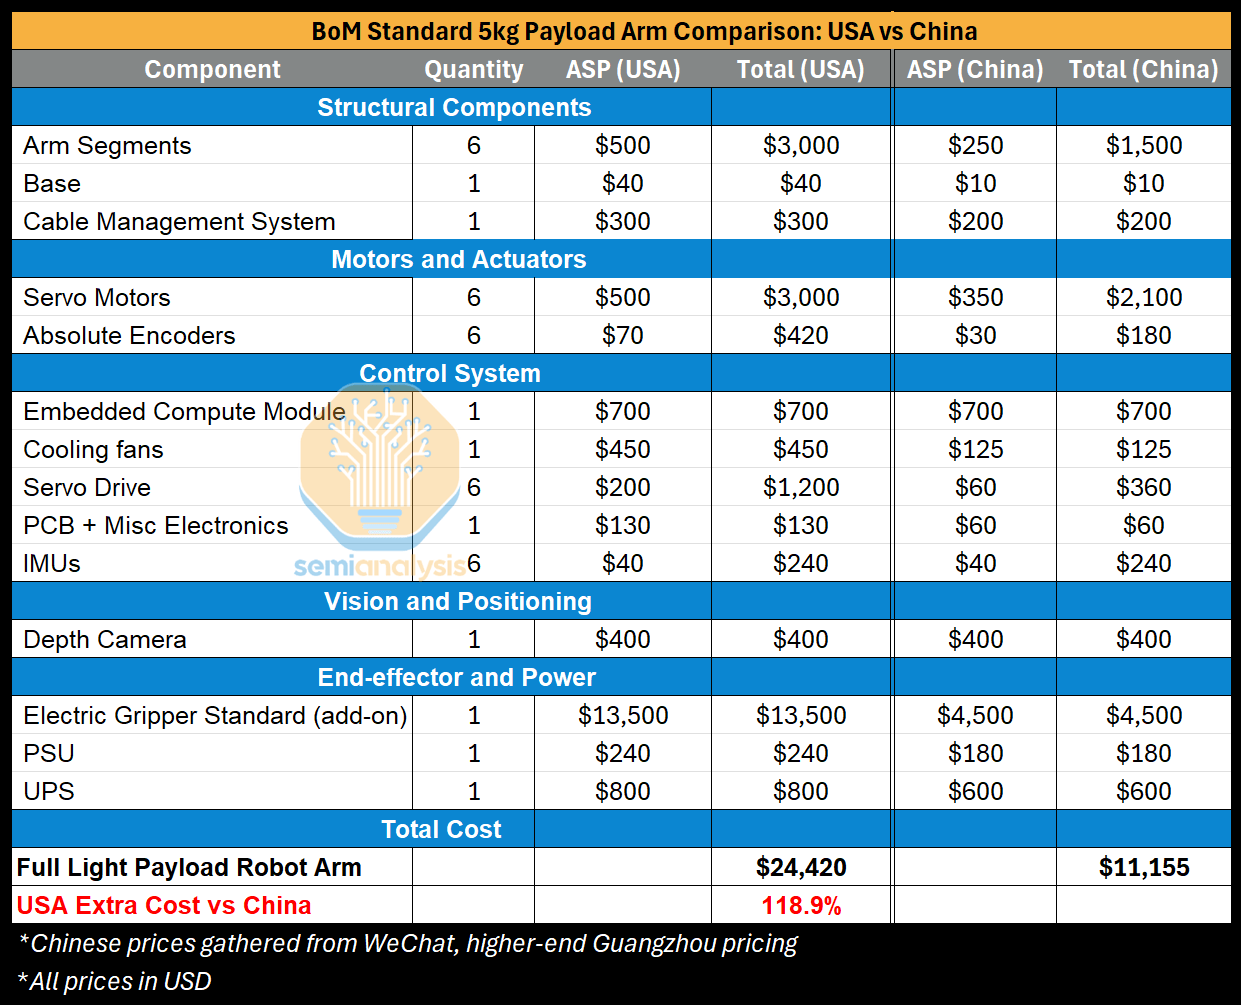 BoM Standard 5kg Payload Arm Comparison: USA vs China
Component Quantity ASP (USA) Total (USA) ASP (China) Total (China)
Structural Components
Arm Segments 6 $500 $3,000 $250 $1,500
Base 1 $40 $40 $10 $10
Cable Management System 1 $300 $300 $200 $200
Motors and Actuators
Servo Motors 6 $500 $3,000 $350 $2,100
Absolute Encoders 6 $70 $420 $30 $180
Control System
Embedded Compute Module 1 $700 $700 $700 $700
Cooling fans 1 $450 $450 $125 $125
Servo Drive 6 $200 $1,200 $60 $360
PCB + Misc Electronics 1 $130 $130 $60 $60
IMUs 6 $40 $240 $40 $240
semianalysis
Vision and Positioning
Depth Camera 1 $400 $400 $400 $400
End-effector and Power
Electric Gripper Standard (add-on) 1 $13,500 $13,500 $4,500 $4,500
PSU 1 $240 $240 $180 $180
UPS 1 $800 $800 $600 $600
Total Cost
Full Light Payload Robot Arm $24,420 $11,155
USA Extra Cost vs China 118.9%
*Chinese prices gathered from WeChat, higher-end Guangzhou pricing
*All prices in USD